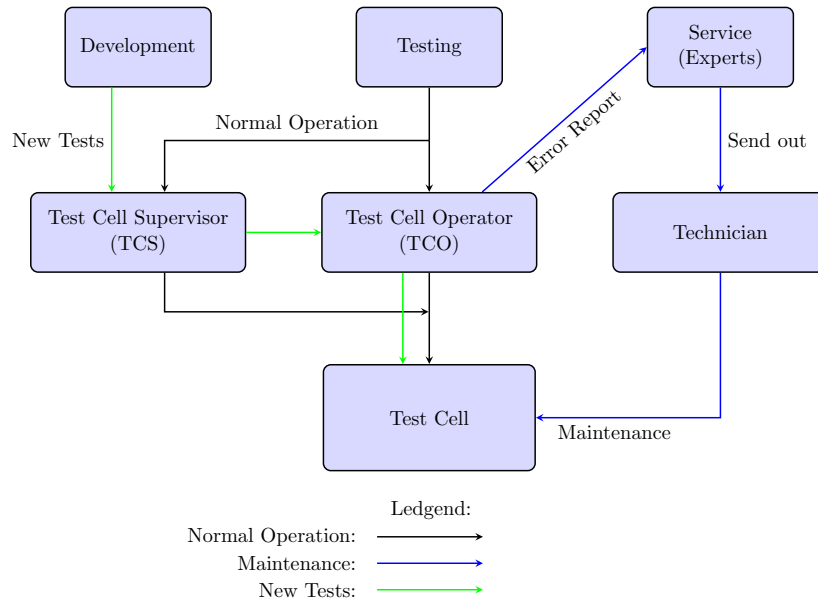 Development
Testing
Service
(Experts)
New Tests
Normal Operation
Error Report
Send out
Test Cell Supervisor
(TCS)
Test Cell Operator
(TCO)
Technician
Test Cell
Maintenance
Ledgend:
Normal Operation:
Maintenance:
New Tests: